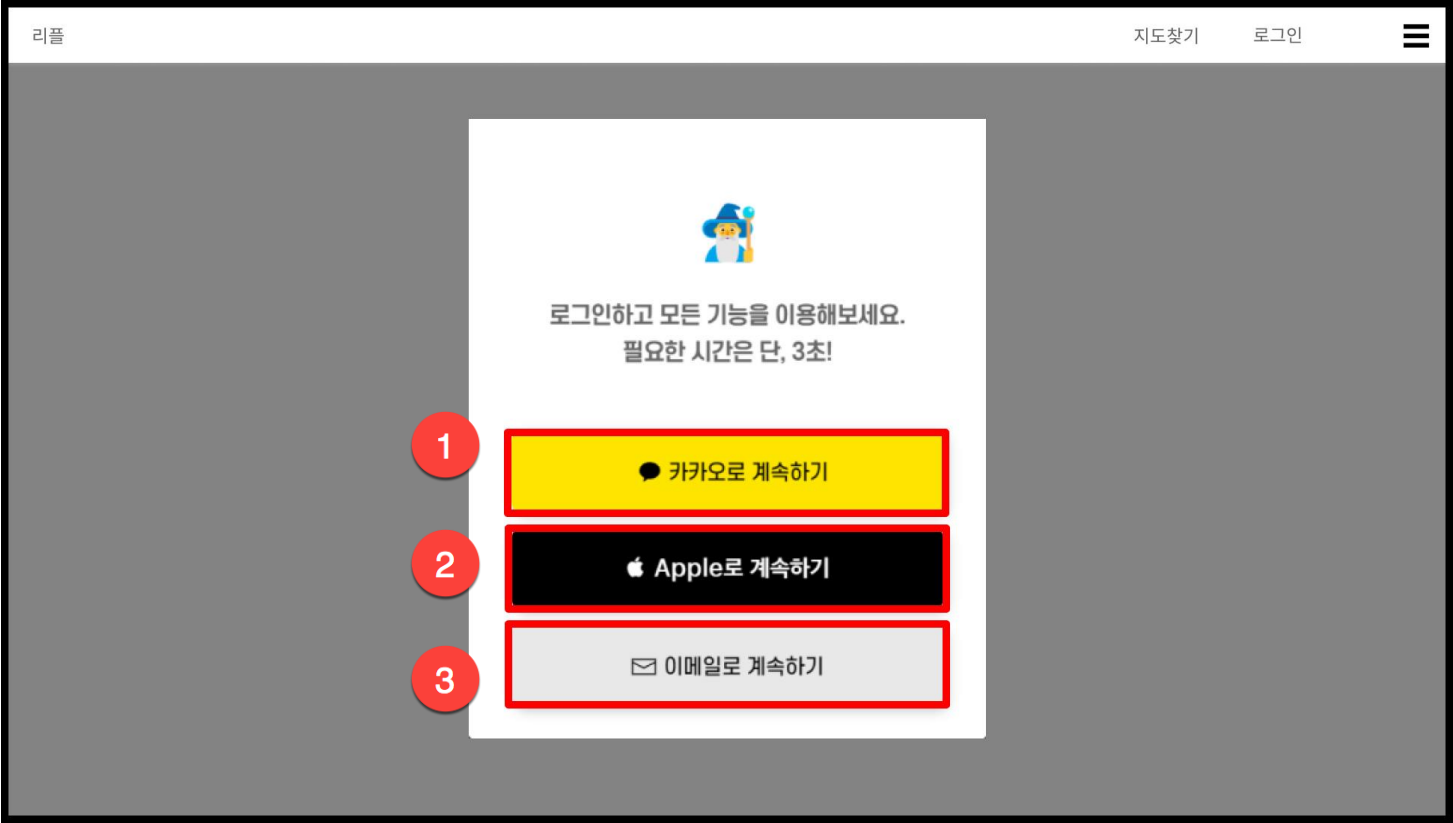 리플
지도찾기
로그인
로그인하고 모든 기능을 이용해보세요.
필요한 시간은 단, 3초!
1
카카오로 계속하기
2
Apple로 계속하기
3
이메일로 계속하기